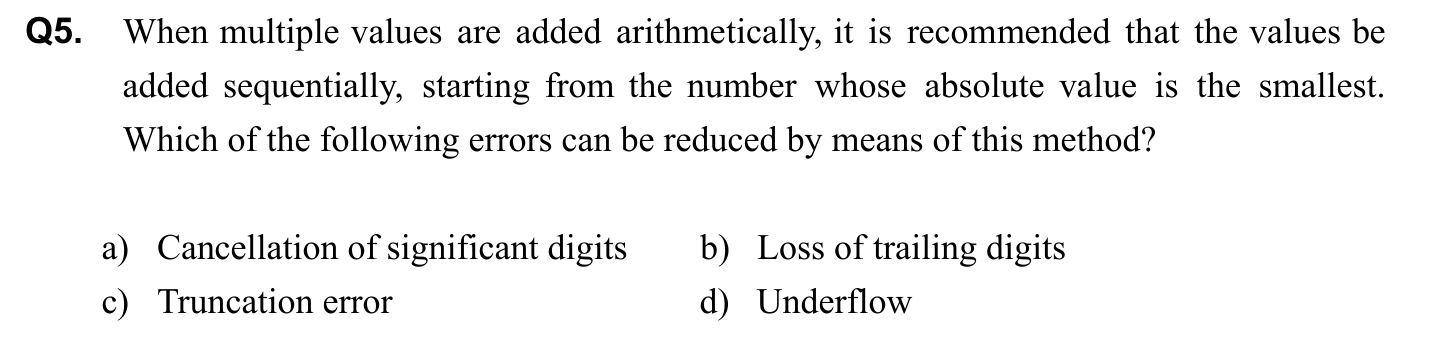 Q5. When multiple values are added arithmetically, it is recommended that the values be
added sequentially, starting from the number whose absolute value is the smallest.
Which of the following errors can be reduced by means of this method?
a) Cancellation of significant digits b) Loss of trailing digits
c) Truncation error d) Underflow